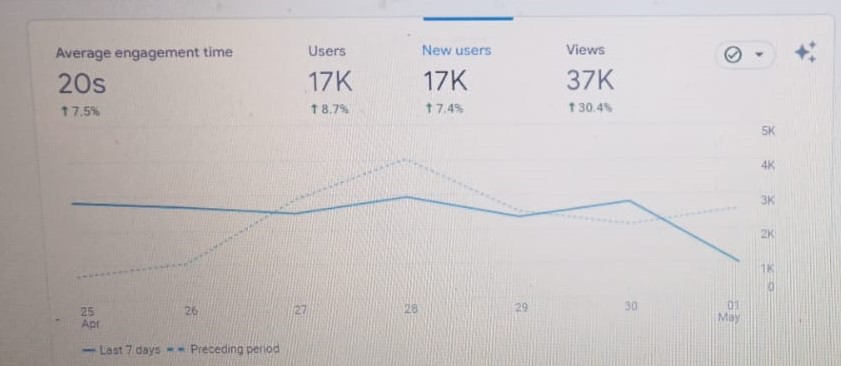 Average engagement time
20s
↑ 7.5%
Users
17K
↑ 8.7%
New users
17K
↑ 7.4%
Views
37K
↑ 30.4%
5K
4K
3K
2K
1K
0
25 26 27 28 29 30 01
Apr May
Last 7 days Preceding period